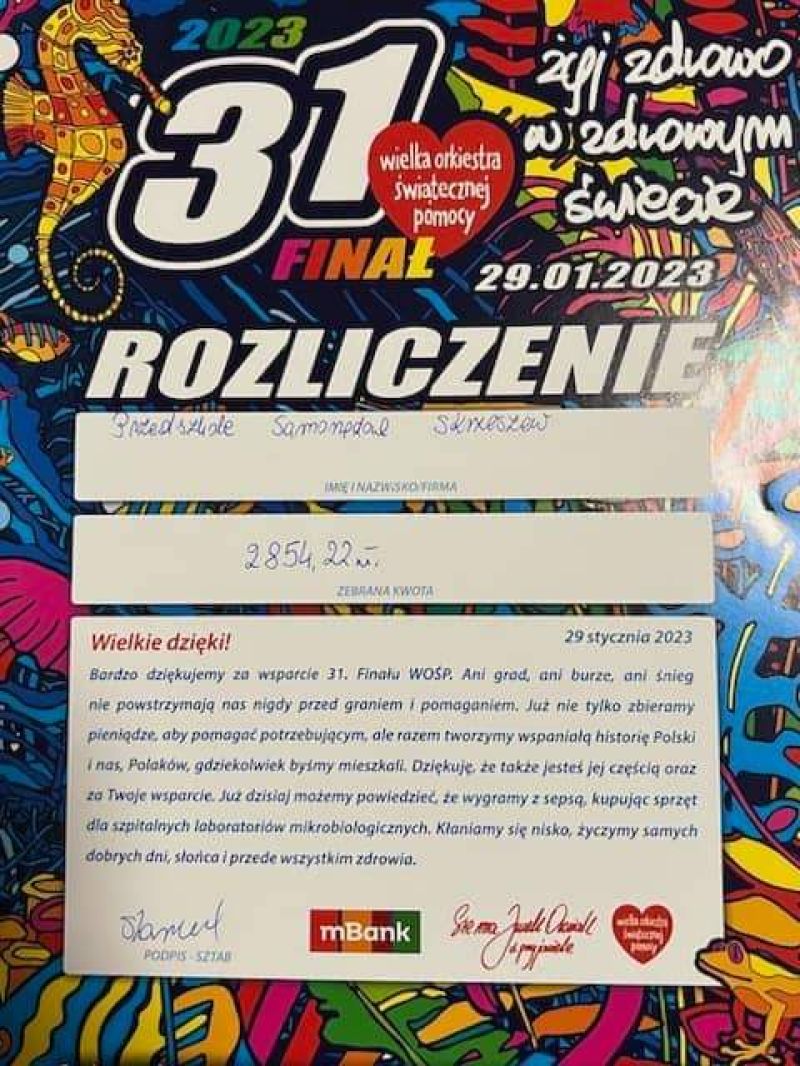 2023
31
wielka orkiestra
świątecznej
pomocy
FINAŁ
żyj zdrowo
w zdrowym
świecie
29.01.2023
ROZLICZENIE
Przedszkole Samorządowe Skrzeszew
IMIĘ I NAZWISKO/FIRMA
2854,22 zł.
ZEBRANA KWOTA
Wielkie dzięki!
29 stycznia 2023
Bardzo dziękujemy za wsparcie 31. Finału WOŚP. Ani grad, ani burze, ani śnieg
nie powstrzymają nas nigdy przed graniem i pomaganiem. Już nie tylko zbieramy
pieniądze, aby pomagać potrzebującym, ale razem tworzymy wspaniałą historię Polski
i nas, Polaków, gdziekolwiek byśmy mieszkali. Dziękuję, że także jesteś jej częścią oraz
za Twoje wsparcie. Już dzisiaj możemy powiedzieć, że wygramy z sepsą, kupując sprzęt
dla szpitalnych laboratoriów mikrobiologicznych. Kłaniamy się nisko, życzymy samych
dobrych dni, słońca i przede wszystkim zdrowia.
PODPIS - SZTAB
mBank
Siema Jurek Owsiak
i przyjaciele
wielka orkiestra
świątecznej
pomocy